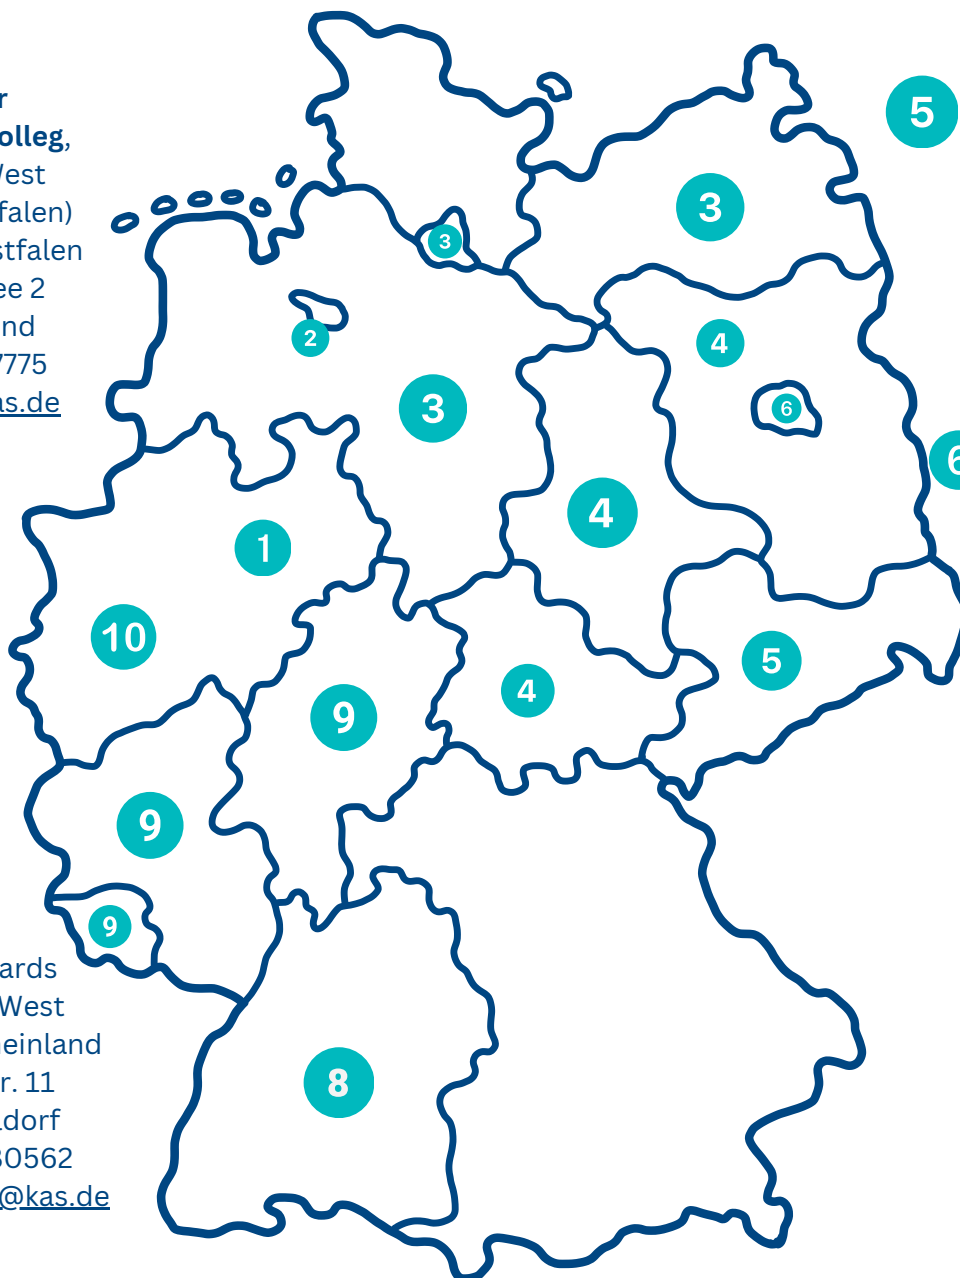 r
olleg,
Vest
falen)
stfalen
ee 2
nd
7775
as.de
5
3
3
2
4
3
6
6
4
1
10
5
4
9
9
9
ards
West
einland
r. 11
ldorf
30562
@kas.de
8